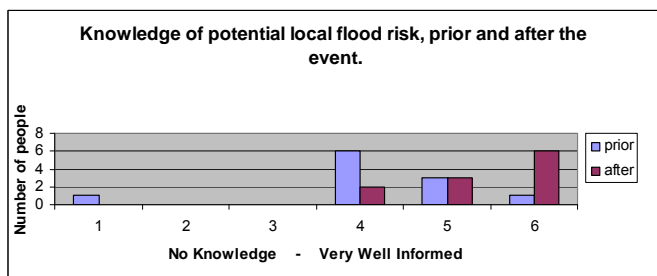 Knowledge of potential local flood risk, prior and after the
event.
Number of people
8
6
4
2
0
1 2 3 4 5 6
No Knowledge - Very Well Informed
prior
after